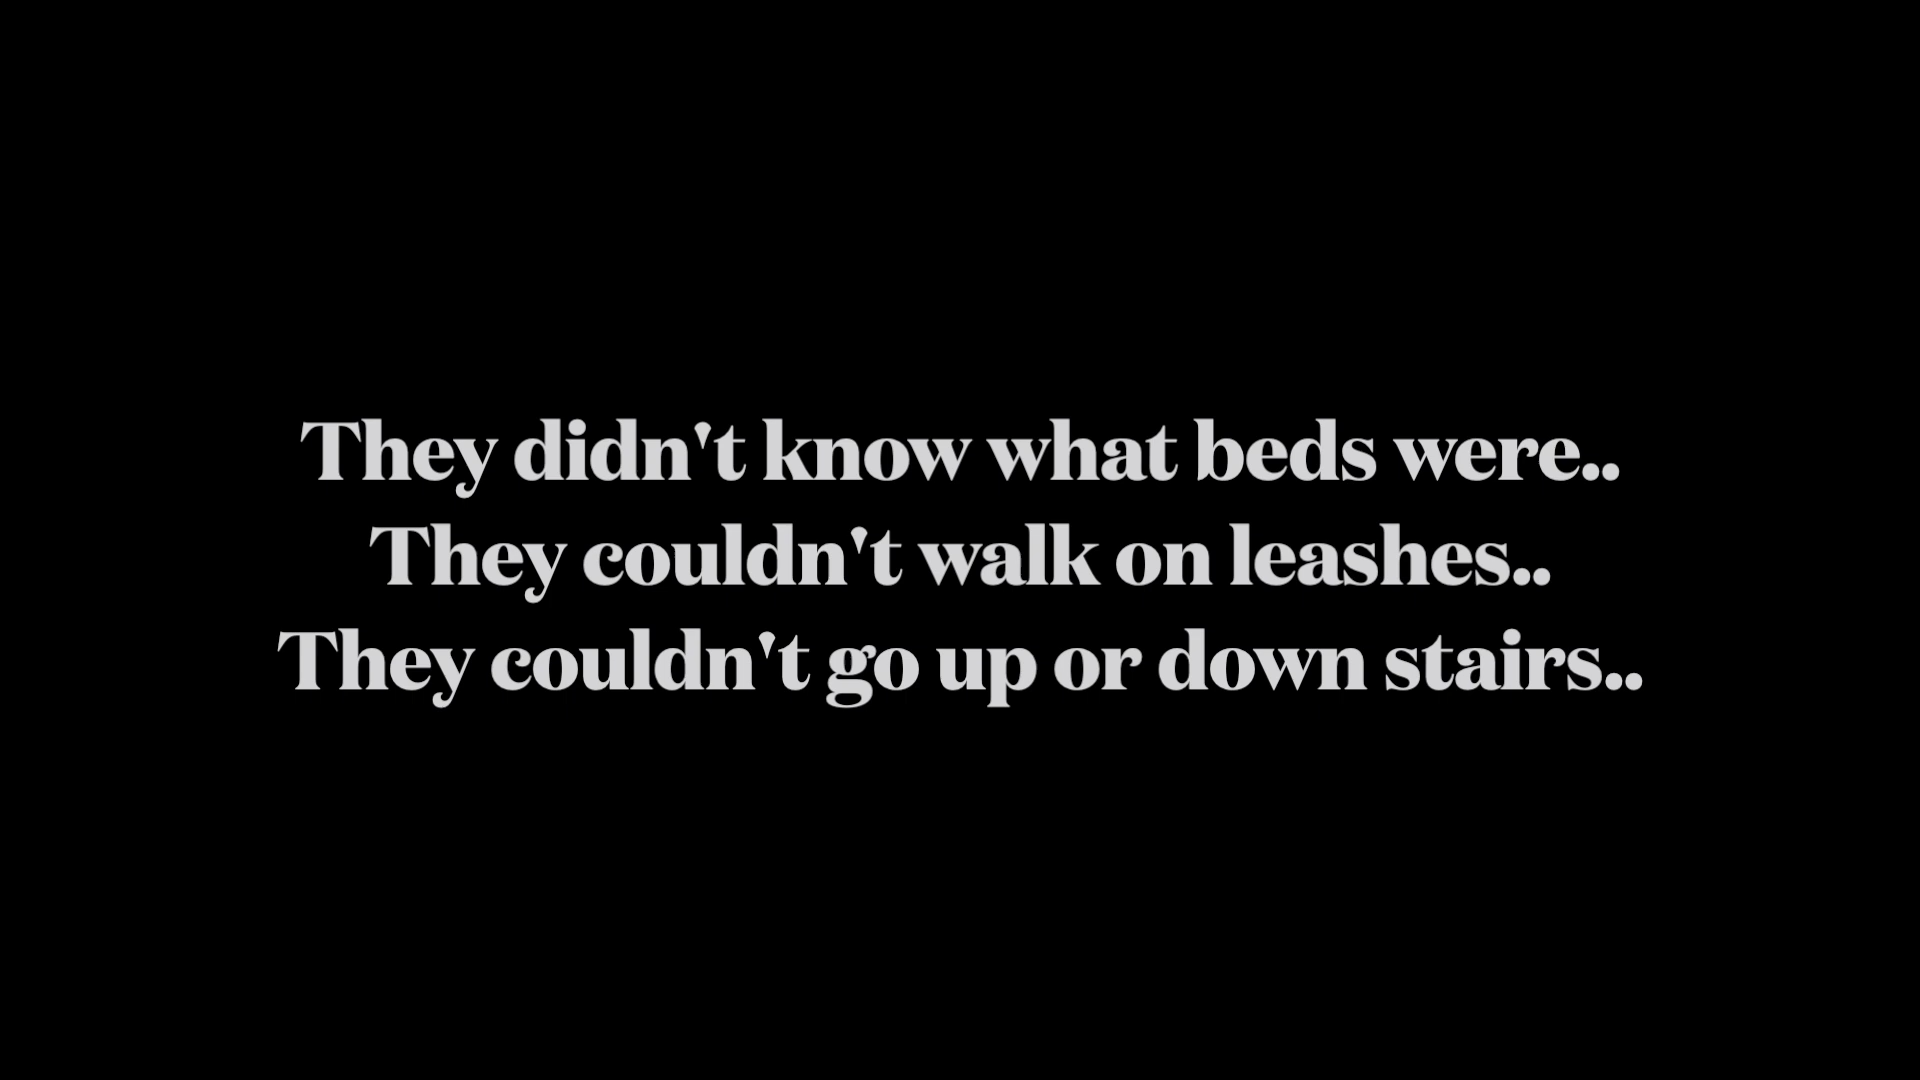 They didn't know what beds were..
They couldn't walk on leashes..
They couldn't go up or down stairs..